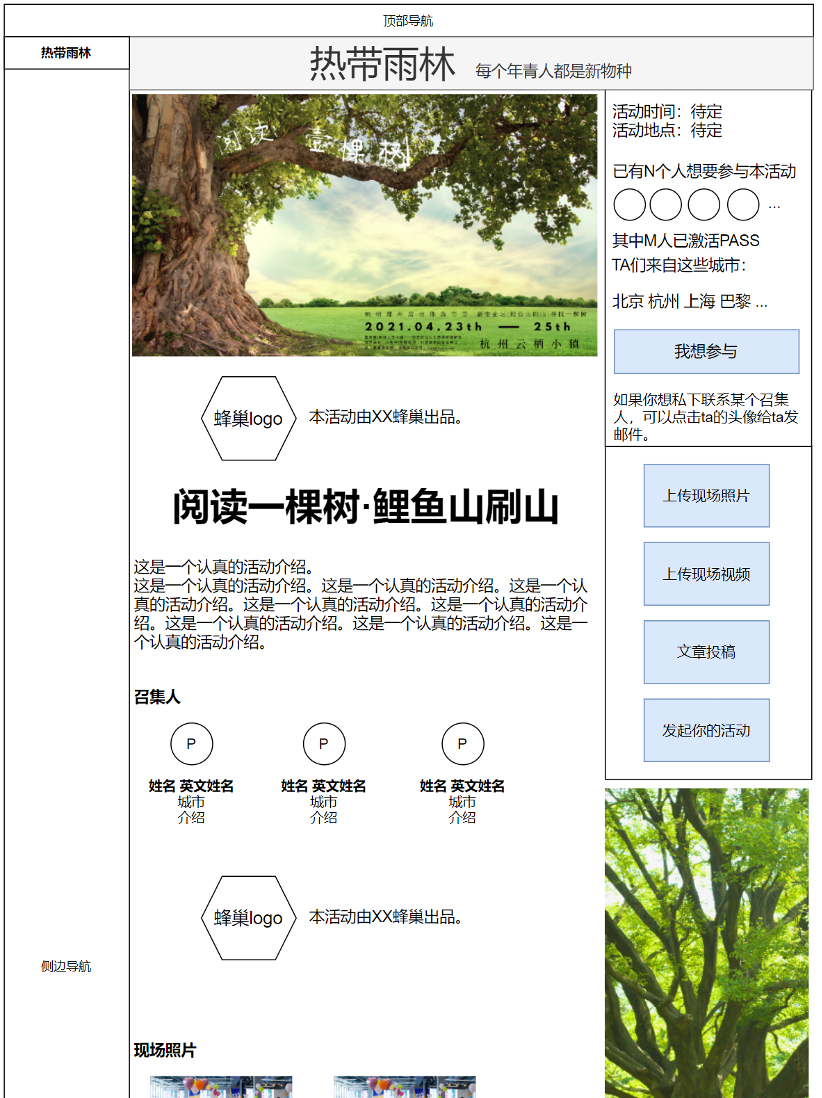 顶部导航
热带雨林
热带雨林 每个年青人都是新物种
阅读 壹棵树
2021.04.23th — 25th
杭州云栖小镇
活动时间：待定
活动地点：待定
已有N个人想要参与本活动
...
其中M人已激活PASS
TA们来自这些城市：
北京 杭州 上海 巴黎 ...
我想参与
如果你想私下联系某个召集
人，可以点击ta的头像给ta发
邮件。
蜂巢logo
本活动由XX蜂巢出品。
阅读一棵树·鲤鱼山刷山
这是一个认真的活动介绍。
这是一个认真的活动介绍。这是一个认真的活动介绍。这是一个认
真的活动介绍。这是一个认真的活动介绍。这是一个认真的活动介
绍。这是一个认真的活动介绍。这是一个认真的活动介绍。这是一
个认真的活动介绍。
上传现场照片
上传现场视频
文章投稿
发起你的活动
召集人
P
P
P
姓名 英文姓名
城市
介绍
姓名 英文姓名
城市
介绍
姓名 英文姓名
城市
介绍
蜂巢logo
本活动由XX蜂巢出品。
侧边导航
现场照片